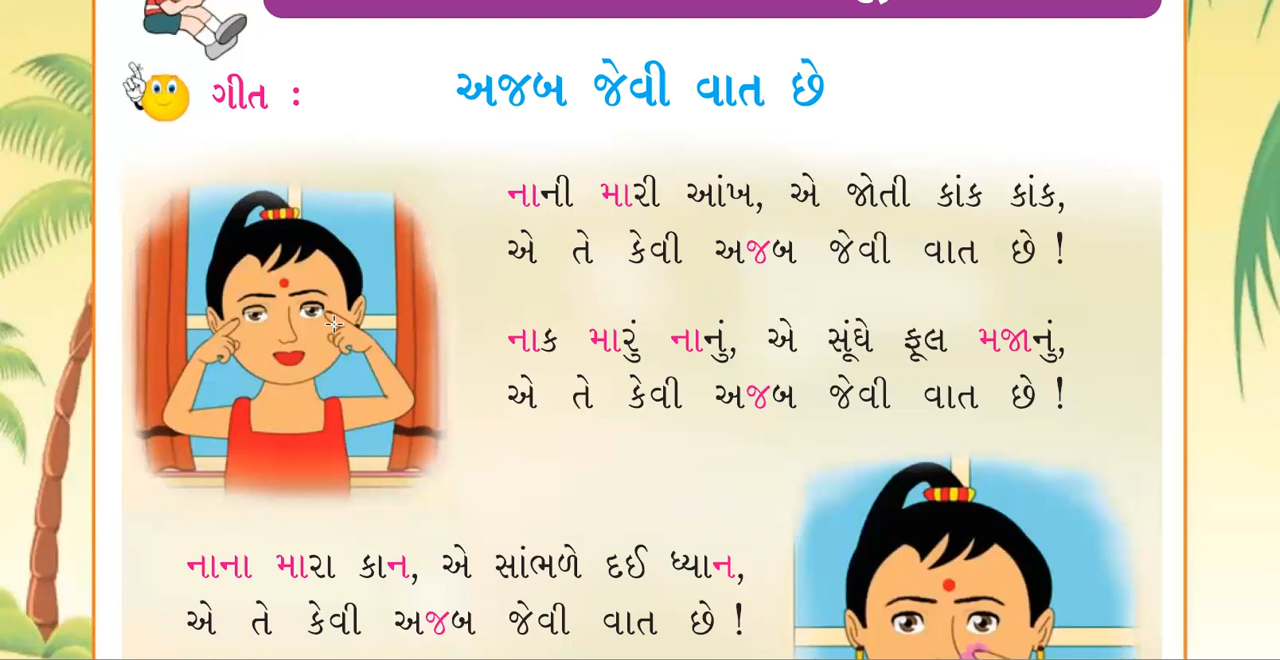 ગીત :
અજબ જેવી વાત છે
નાની મારી આંખ, એ જોતી કાંક કાંક,
એ તે કેવી અજબ જેવી વાત છે !
નાક મારું નાનું, એ સૂંઘે ફૂલ મજાનું,
એ તે કેવી અજબ જેવી વાત છે !
નાના મારા કાન, એ સાંભળે દઈ ધ્યાન,
એ તે કેવી અજબ જેવી વાત છે !